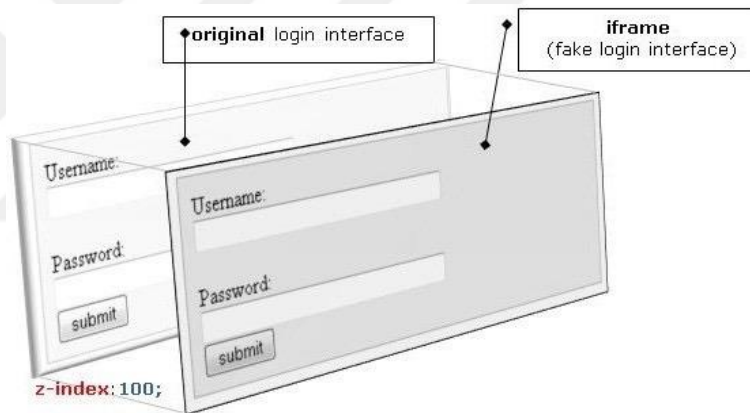 original login interface
iframe
(fake login interface)
Username:
Password:
submit
Username:
Password:
submit
z-index:100;